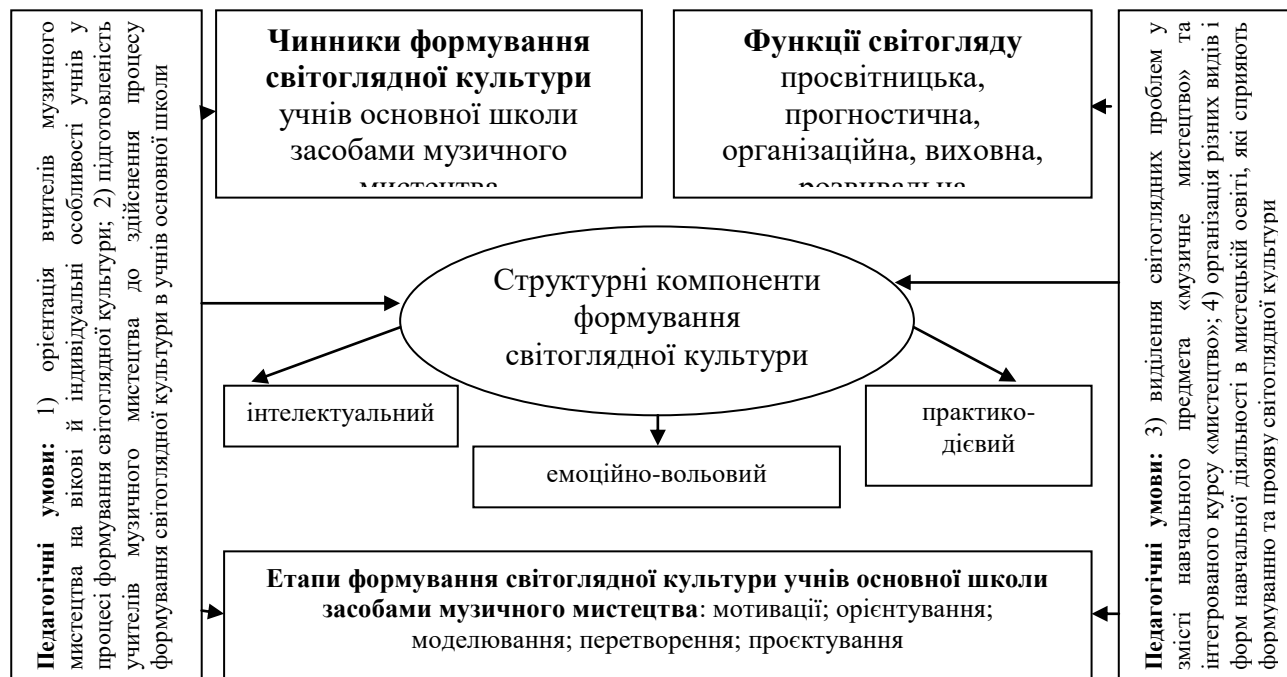 Педагогічні умови: 1) орієнтація вчителів музичного
мистецтва на вікові й індивідуальні особливості учнів у
процесі формування світоглядної культури; 2) підготовленість
учителів музичного мистецтва до здійснення процесу
формування світоглядної культури в учнів основної школи
Чинники формування
світоглядної культури
учнів основної школи
засобами музичного
мистецтва
Функції світогляду
просвітницька,
прогностична,
організаційна, виховна,
розвивальна
Структурні компоненти
формування
світоглядної культури
інтелектуальний
емоційно-вольовий
практико-
дієвий
Етапи формування світоглядної культури учнів основної школи
засобами музичного мистецтва: мотивації; орієнтування;
моделювання; перетворення; проєктування
Педагогічні умови: 3) виділення світоглядних проблем у
змісті навчального предмета «музичне мистецтво» та
інтегрованого курсу «мистецтво»; 4) організація різних видів і
форм навчальної діяльності в мистецькій освіті, які сприяють
формуванню та прояву світоглядної культури